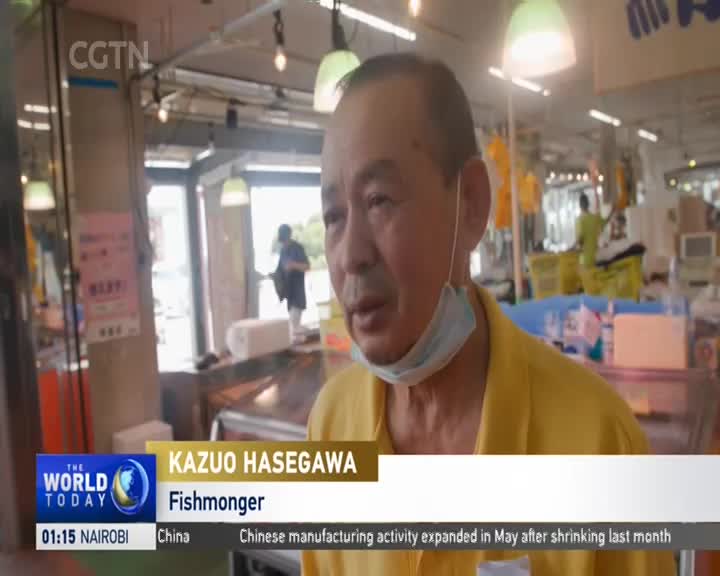 CGTN
KAZUO HASEGAWA
Fishmonger
THE
WORLD
TODAY
01:15 NAIROBI
China Chinese manufacturing activity expanded in May after shrinking last month